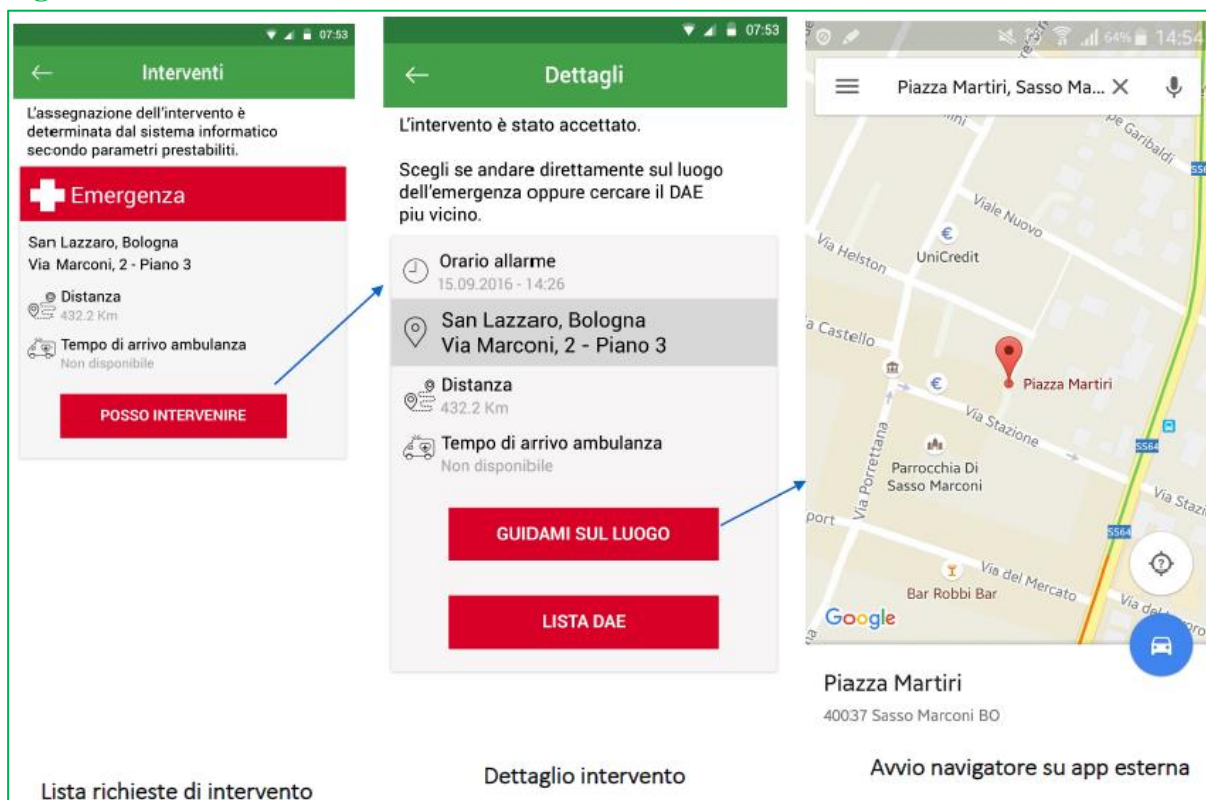 07:53
Interventi
L'assegnazione dell'intervento è
determinata dal sistema informatico
secondo parametri prestabiliti.
Emergenza
San Lazzaro, Bologna
Via Marconi, 2 - Piano 3
Distanza
432.2 Km
Tempo di arrivo ambulanza
Non disponibile
POSSO INTERVENIRE
Lista richieste di intervento
07:53
Dettagli
L'intervento è stato accettato.
Scegli se andare direttamente sul luogo
dell'emergenza oppure cercare il DAE
piu vicino.
Orario allarme
15.09.2016 - 14:26
San Lazzaro, Bologna
Via Marconi, 2 - Piano 3
Distanza
432.2 Km
Tempo di arrivo ambulanza
Non disponibile
GUIDAMI SUL LUOGO
LISTA DAE
Dettaglio intervento
64% 14:54
Piazza Martiri, Sasso Ma...
pe Garibaldi
Viale Nuovo
Via Helston
UniCredit
a Castello
Piazza Martiri
Via Stazione
Via Porrettana
Parrocchia Di
Sasso Marconi
SS64
Via Stazi
port
SS64
Via del Mercato
Bar Robbi Bar
Google
Piazza Martiri
40037 Sasso Marconi BO
Avvio navigatore su app esterna